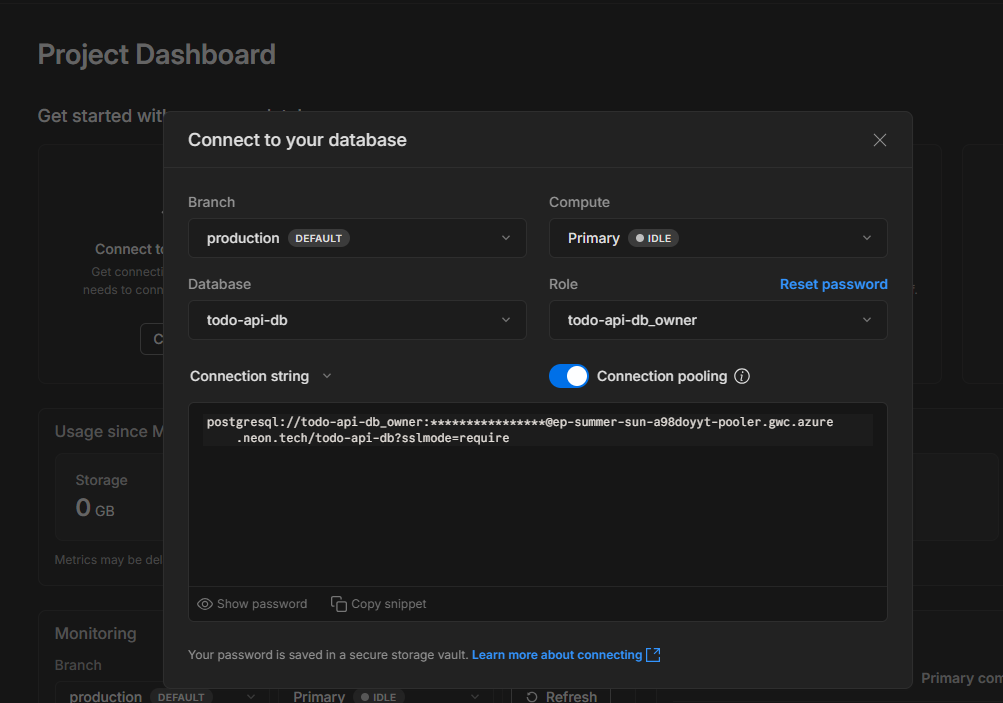 Project Dashboard
Get started with
Connect to your database
Branch
Compute
production DEFAULT
Primary IDLE
Connect to
Get connecti
needs to conn
Database
Role
Reset password
todo-api-db
todo-api-db_owner
C
Connection string
Connection pooling
postgresql://todo-api-db_owner:****************@ep-summer-sun-a98doyyt-pooler.gwc.azure
.neon.tech/todo-api-db?sslmode=require
Usage since M
Storage
0 GB
Metrics may be del
Show password
Copy snippet
Monitoring
Your password is saved in a secure storage vault. Learn more about connecting
Branch
Primary com
production DEFAULT
Primary IDLE
Refresh